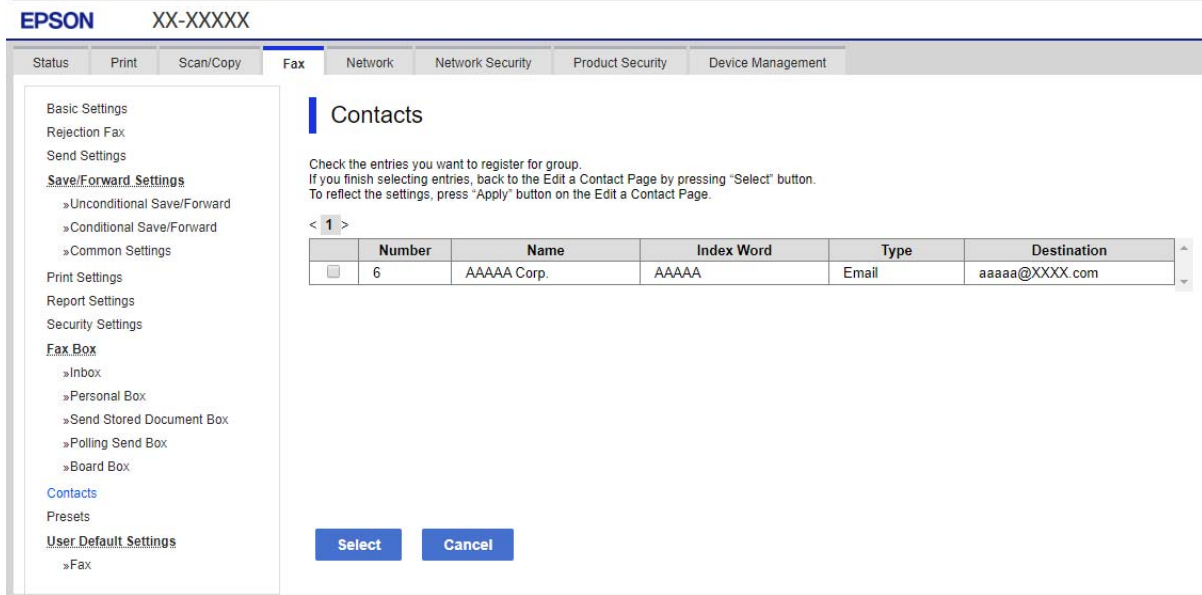 EPSON XX-XXXXX
Status Print Scan/Copy Fax Network Network Security Product Security Device Management
Basic Settings
Rejection Fax
Send Settings
Save/Forward Settings
»Unconditional Save/Forward
»Conditional Save/Forward
»Common Settings
Print Settings
Report Settings
Security Settings
Fax Box
»Inbox
»Personal Box
»Send Stored Document Box
»Polling Send Box
»Board Box
Contacts
Presets
User Default Settings
»Fax
Contacts
Check the entries you want to register for group.
If you finish selecting entries, back to the Edit a Contact Page by pressing “Select” button.
To reflect the settings, press “Apply” button on the Edit a Contact Page.
< 1 >
Number Name Index Word Type Destination
6 AAAAA Corp. AAAAA Email aaaaa@XXXX.com
Select Cancel